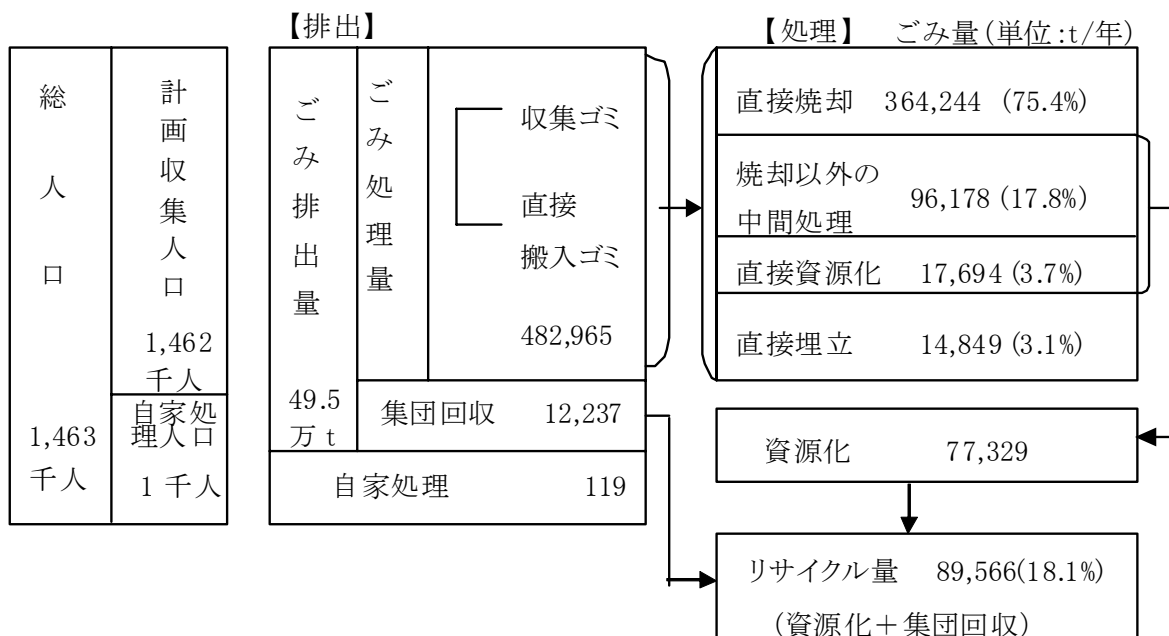 【排出】
【処理】 ごみ量(単位:t/年)
総人口
1,463
千人
計画収集人口
1,462
千人
自家処
理人口
1千人
ごみ排出量
49.5
万t
ごみ処理量
収集ゴミ
直接
搬入ゴミ
482,965
集団回収 12,237
自家処理 119
直接焼却 364,244 (75.4%)
焼却以外の
中間処理 96,178 (17.8%)
直接資源化 17,694 (3.7%)
直接埋立 14,849 (3.1%)
資源化 77,329
リサイクル量 89,566(18.1%)
(資源化+集団回収)